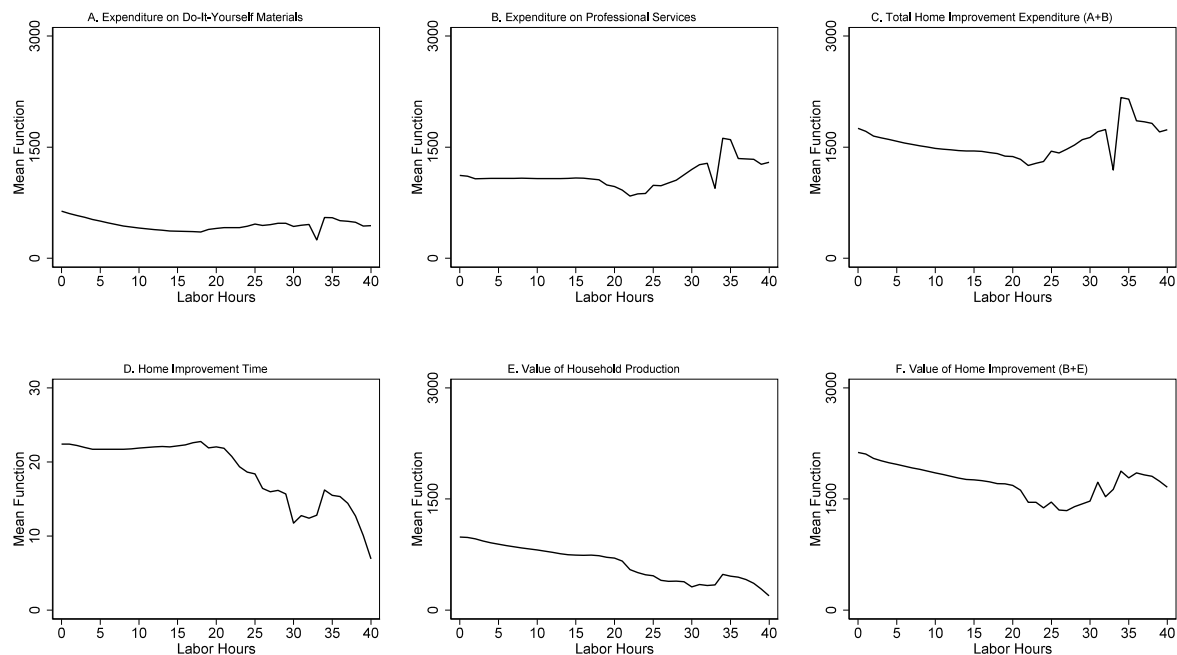 A. Expenditure on Do-It-Yourself Materials
Mean Function
0 1500 3000
0 5 10 15 20 25 30 35 40
Labor Hours
B. Expenditure on Professional Services
Mean Function
0 1500 3000
0 5 10 15 20 25 30 35 40
Labor Hours
C. Total Home Improvement Expenditure (A+B)
Mean Function
0 1500 3000
0 5 10 15 20 25 30 35 40
Labor Hours
D. Home Improvement Time
Mean Function
0 10 20 30
0 5 10 15 20 25 30 35 40
Labor Hours
E. Value of Household Production
Mean Function
0 1500 3000
0 5 10 15 20 25 30 35 40
Labor Hours
F. Value of Home Improvement (B+E)
Mean Function
0 1500 3000
0 5 10 15 20 25 30 35 40
Labor Hours